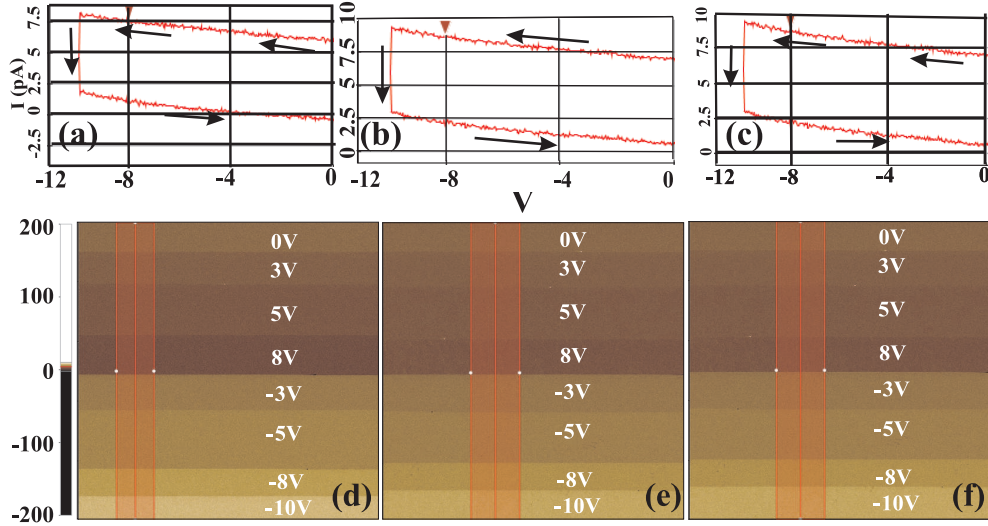 I (pA)
7.5
5
2.5
0
-2.5
(a)
-12
-8
-4
0
10
7.5
5
2.5
0
(b)
-12
-8
-4
0
10
7.5
5
2.5
0
(c)
-12
-8
-4
0
V
200
100
0
-100
-200
0V
3V
5V
8V
-3V
-5V
-8V
-10V
(d)
0V
3V
5V
8V
-3V
-5V
-8V
-10V
(e)
0V
3V
5V
8V
-3V
-5V
-8V
-10V
(f)